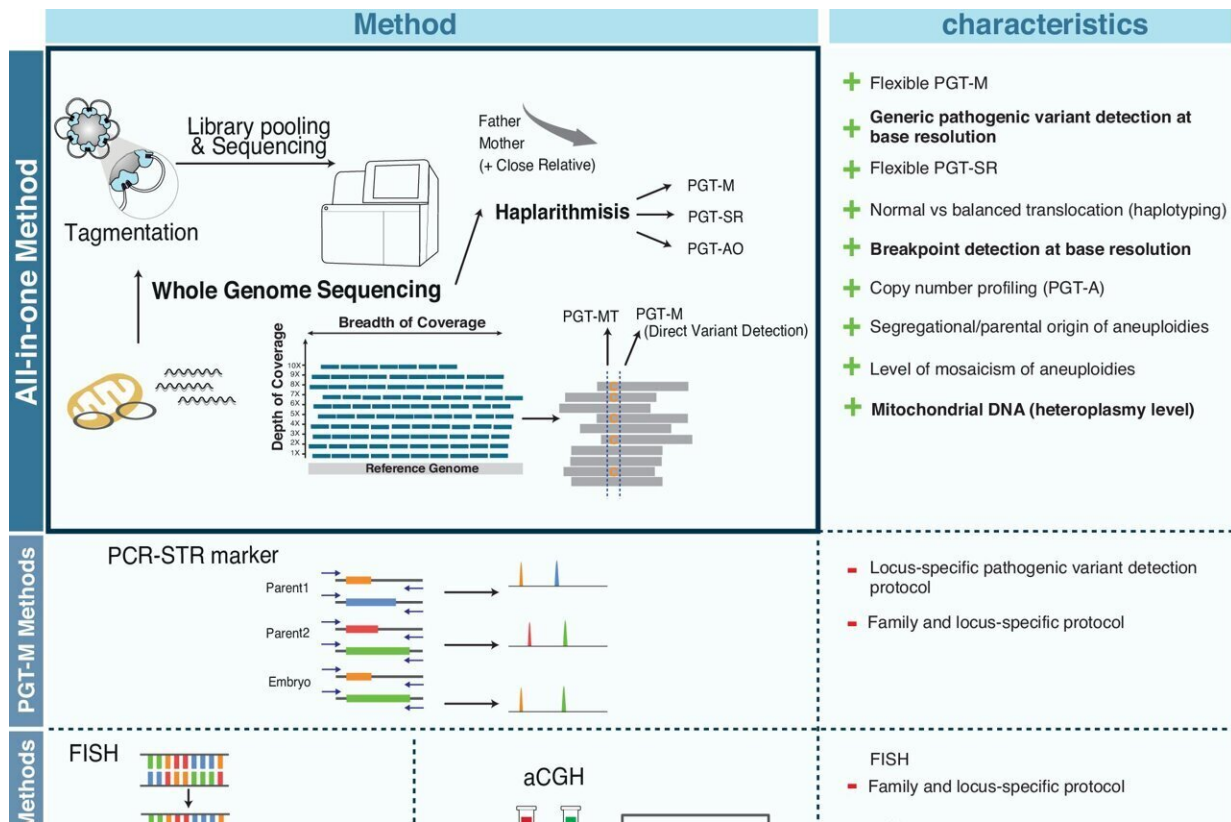 Method
characteristics
All-in-one Method
Library pooling
& Sequencing
Tagmentation
Father
Mother
(+ Close Relative)
Haplarithmisis
PGT-M
PGT-SR
PGT-AO
Whole Genome Sequencing
Breadth of Coverage
Depth of Coverage
10X
9X
8X
7X
6X
5X
4X
3X
2X
1X
Reference Genome
PGT-MT
PGT-M
(Direct Variant Detection)
+ Flexible PGT-M
+ Generic pathogenic variant detection at
base resolution
+ Flexible PGT-SR
+ Normal vs balanced translocation (haplotyping)
+ Breakpoint detection at base resolution
+ Copy number profiling (PGT-A)
+ Segregational/parental origin of aneuploidies
+ Level of mosaicism of aneuploidies
+ Mitochondrial DNA (heteroplasmy level)
PGT-M Methods
PCR-STR marker
Parent1
Parent2
Embryo
- Locus-specific pathogenic variant detection
protocol
- Family and locus-specific protocol
Methods
FISH
aCGH
FISH
- Family and locus-specific protocol